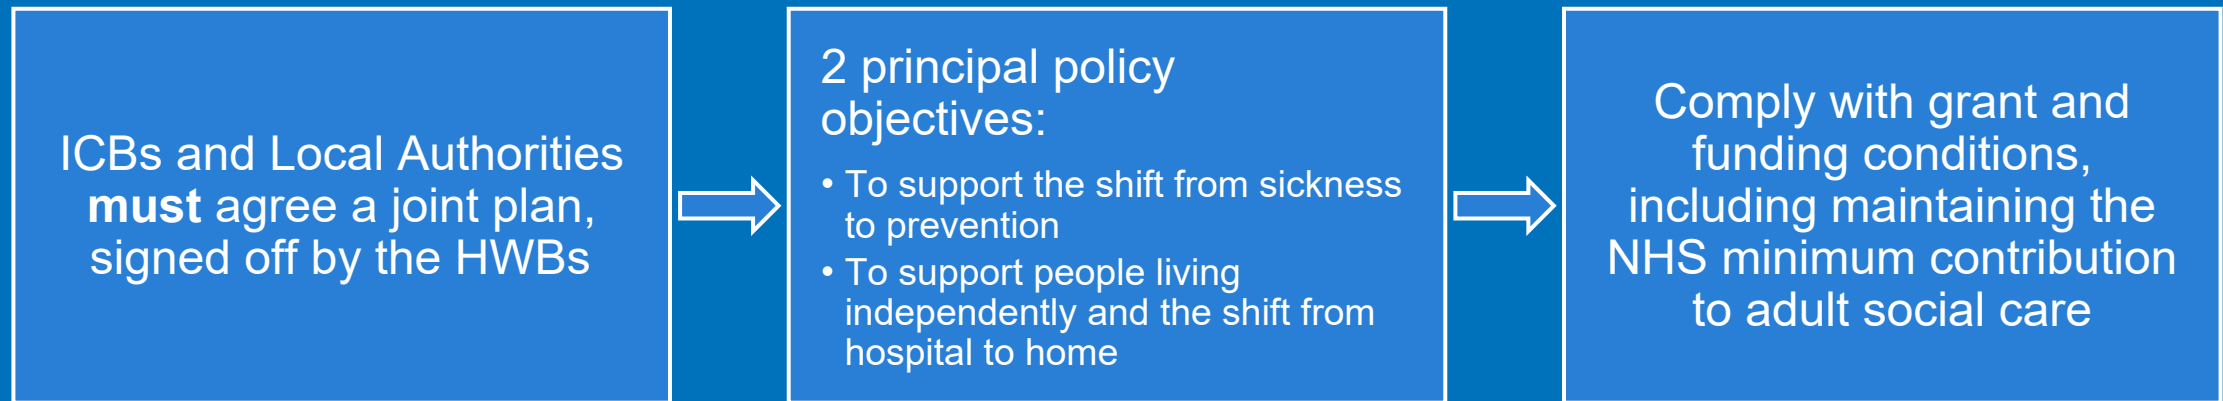 ICBs and Local Authorities
must agree a joint plan,
signed off by the HWBs
2 principal policy
objectives:
• To support the shift from sickness
to prevention
• To support people living
independently and the shift from
hospital to home
Comply with grant and
funding conditions,
including maintaining the
NHS minimum contribution
to adult social care